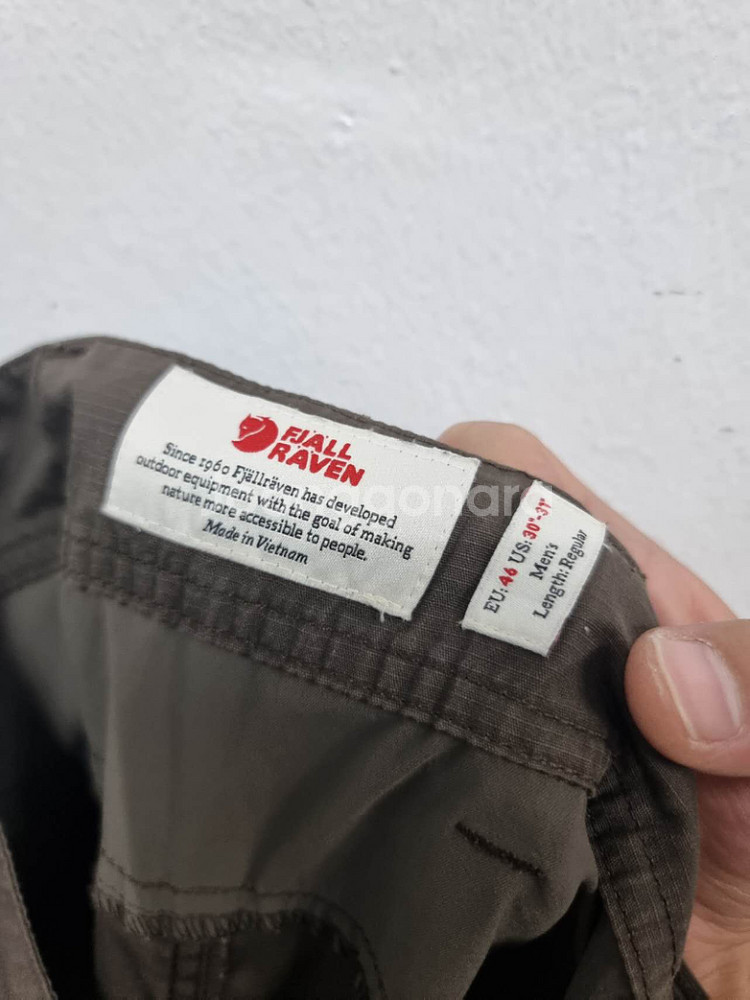 FJÄLL
RÄVEN
Since 1960 Fjällräven has developed
outdoor equipment with the goal of making
nature more accessible to people.
Made in Vietnam
EU: 46 US: 30"-31"
Men's
Length: Regular